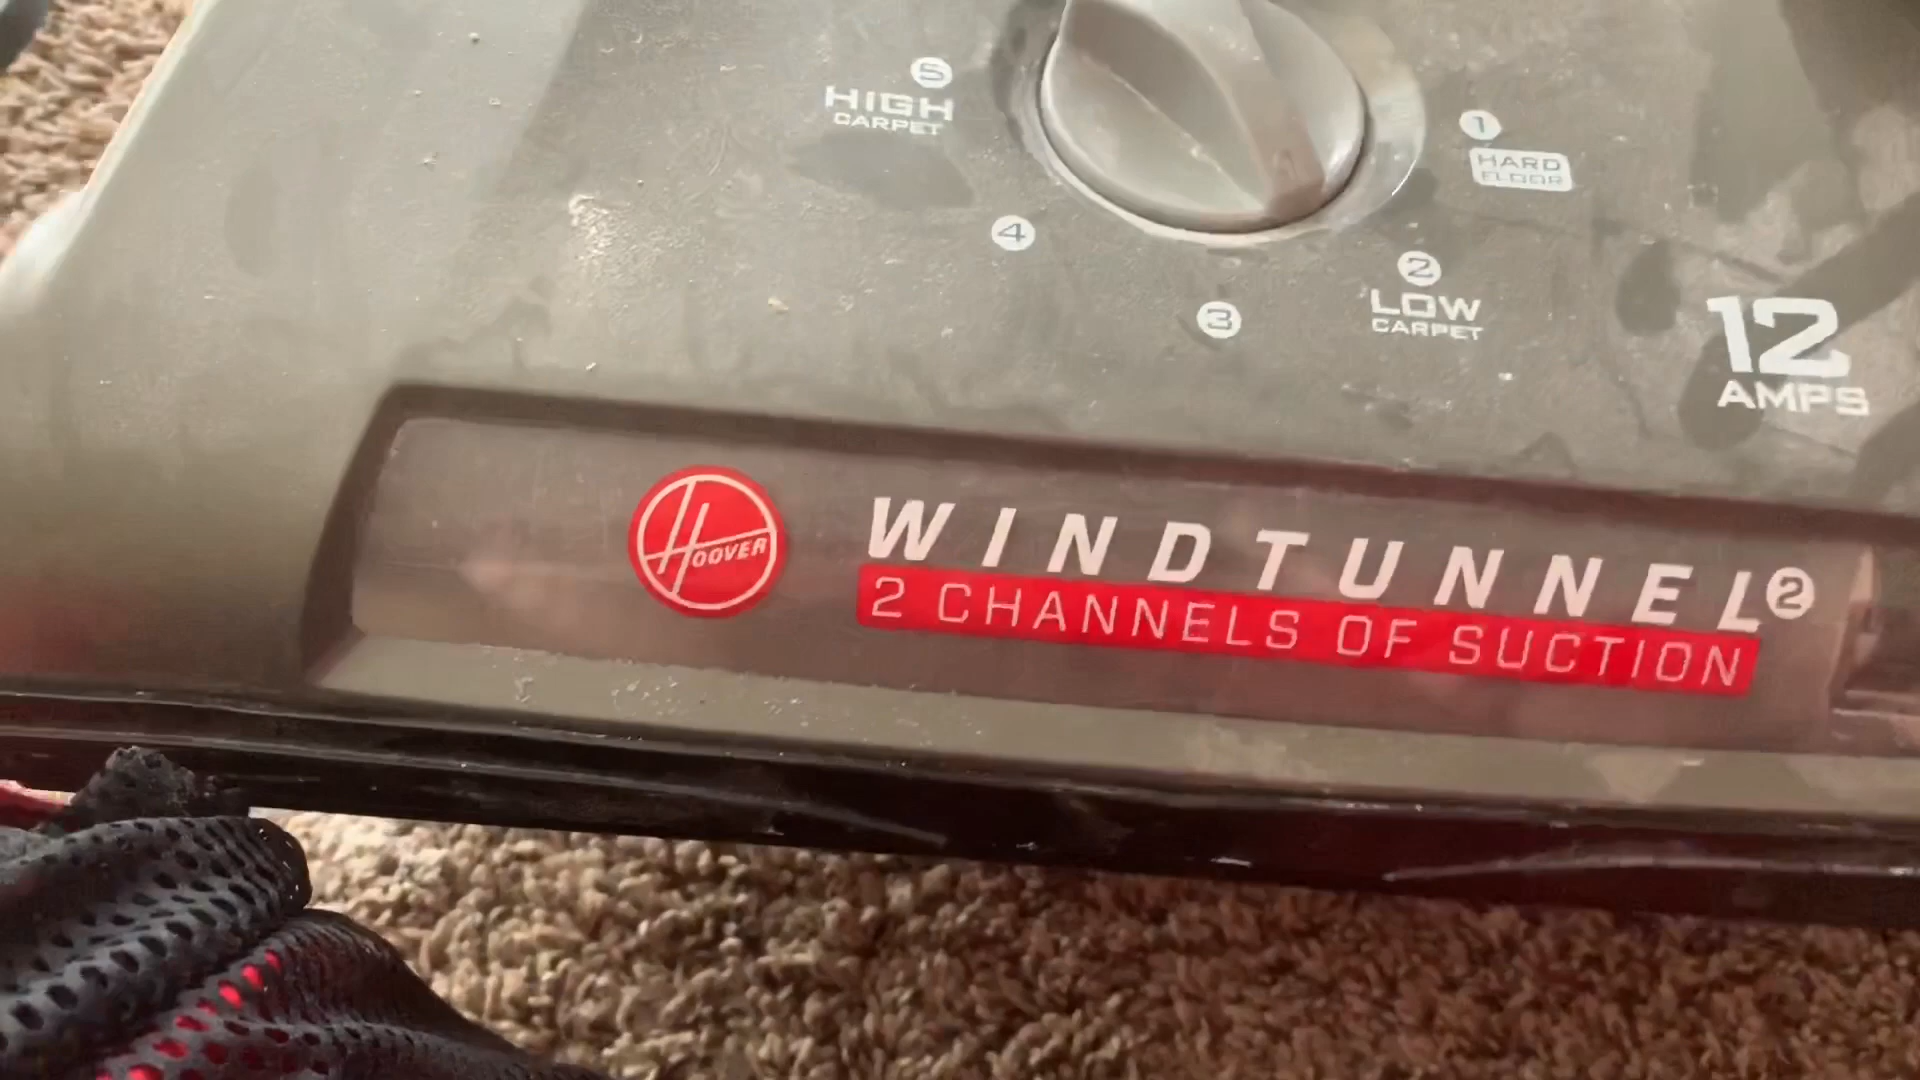 5
HIGH
CARPET
4
3
1
HARD
FLOOR
2
LOW
CARPET
12
AMPS
HOOVER
WINDTUNNEL2
2 CHANNELS OF SUCTION